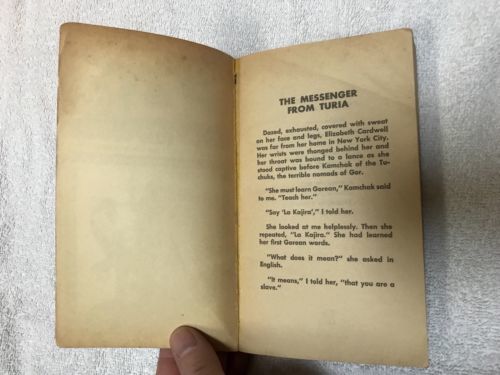 THE MESSENGER
FROM TURIA
Dazed, exhausted, covered with sweat
on her face and legs, Elizabeth Cardwell
was far from her home in New York City.
Her wrists were thonged behind her and
her throat was bound to a lance as she
stood captive before Kamchak of the Tu-
chuks, the terrible nomads of Gor.
"She must learn Gorean," Kamchak said
to me. "Teach her."
"Say 'La Kajira'," I told her.
She looked at me helplessly. Then she
repeated, "La Kajira." She had learned
her first Gorean words.
"What does it mean?" she asked in
English.
"It means," I told her, "that you are a
slave."